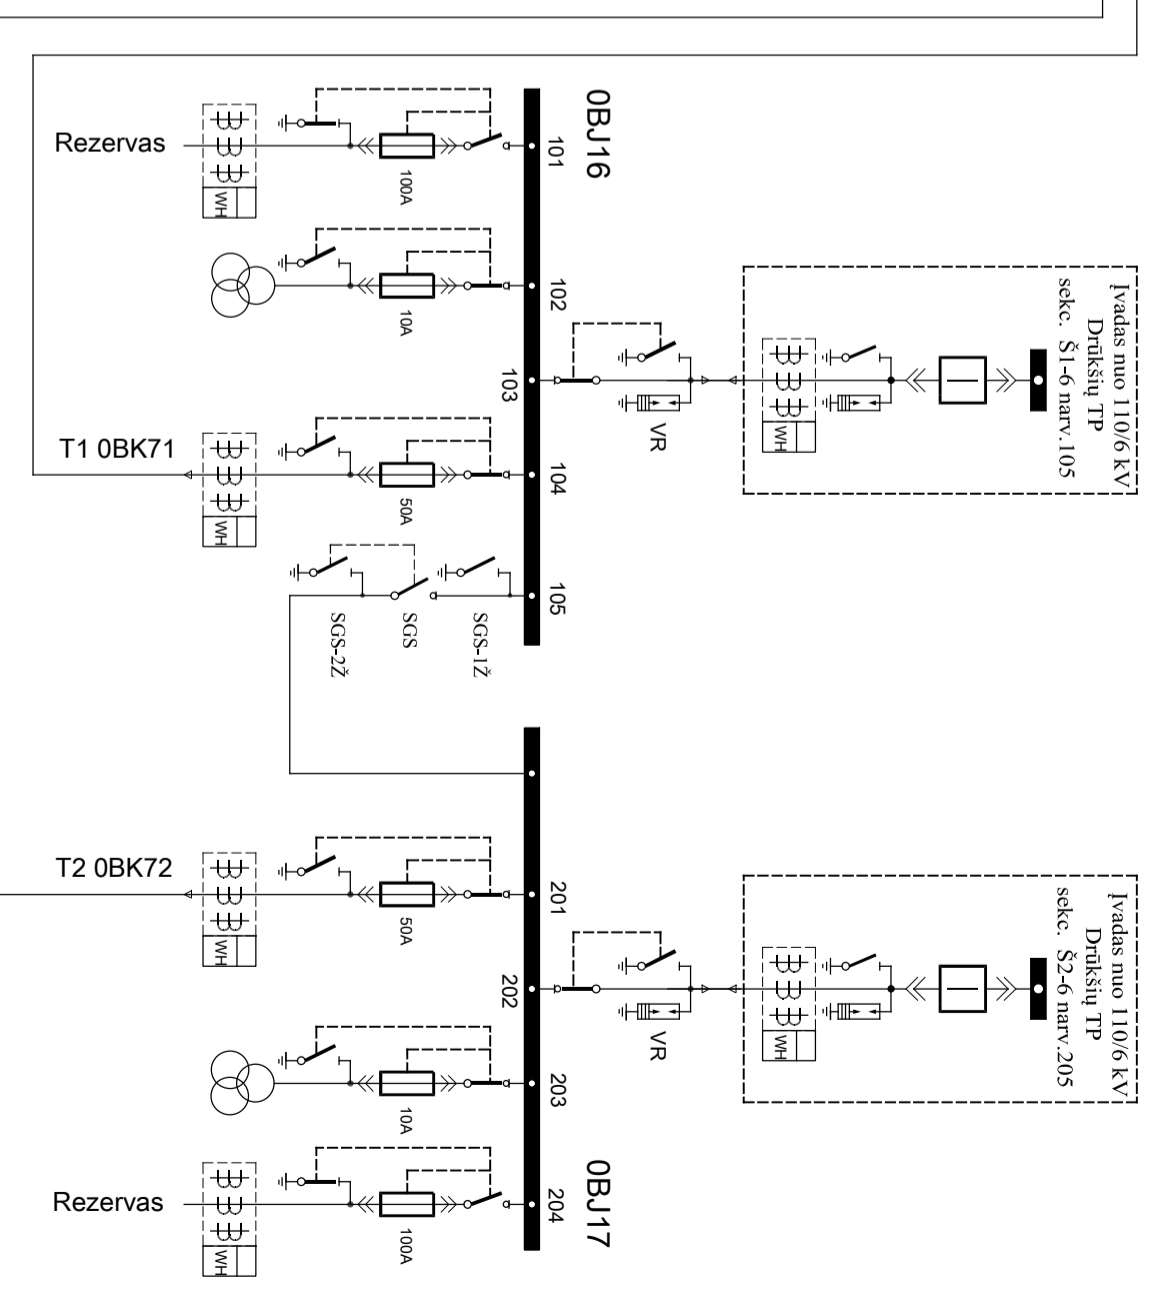 0BJ16
Rezervas
WH
100A
101
10A
102
Įvadas nuo 110/6 kV
Drūkšių TP
sekc. Š1-6 narv.105
WH
VR
103
T1 0BK71
WH
50A
104
SGS-2Ž
SGS
SGS-1Ž
105
T2 0BK72
WH
50A
201
Įvadas nuo 110/6 kV
Drūkšių TP
sekc. Š2-6 narv.205
WH
VR
202
10A
203
0BJ17
Rezervas
WH
100A
204